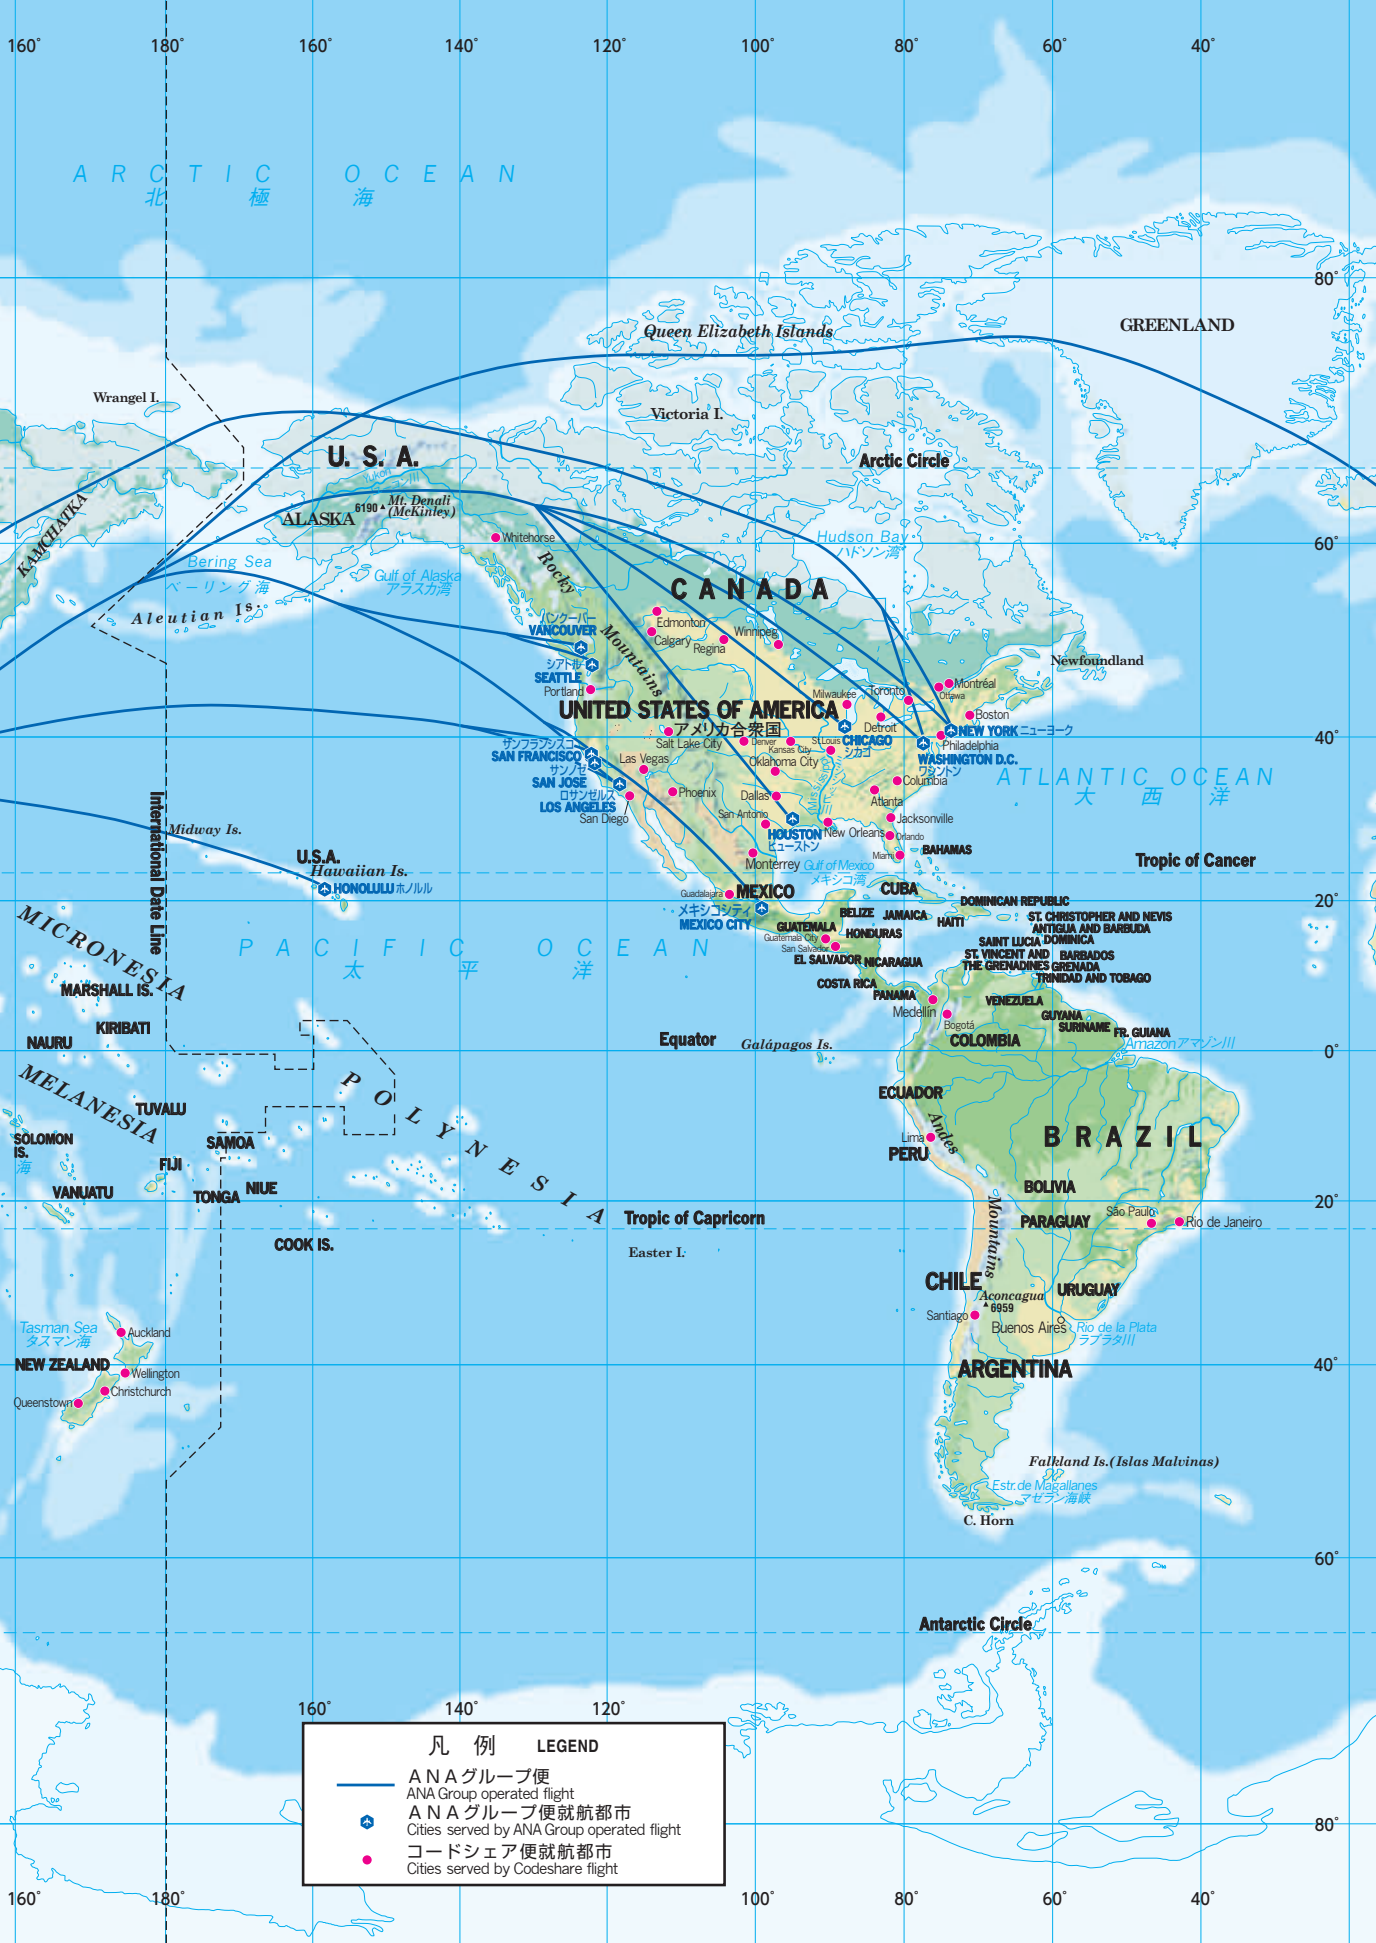 160°
180°
160°
140°
120°
100°
80°
60°
40°
ARCTIC OCEAN
北極海
80°
Queen Elizabeth Islands
GREENLAND
Wrangel I.
Victoria I.
U. S. A.
Arctic Circle
Yukon
6190
Mt. Denali
(McKinley)
ALASKA
KAMCHATKA
Whitehorse
Hudson Bay
ハドソン湾
60°
Bering Sea
ベーリング海
Gulf of Alaska
アラスカ湾
Rocky
Mountains
CANADA
Aleutian Is.
バンクーバー
VANCOUVER
Edmonton
Calgary
Regina
Winnipeg
シアトル
SEATTLE
Portland
Newfoundland
Milwaukee
Toronto
Montréal
Ottawa
UNITED STATES OF AMERICA
アメリカ合衆国
Boston
Detroit
NEW YORK ニューヨーク
Philadelphia
40°
サンフランシスコ
SAN FRANCISCO
Salt Lake City
Denver
Kansas City
St.Louis
CHICAGO
シカゴ
WASHINGTON D.C.
ワシントン
Las Vegas
Oklahoma City
サンノゼ
SAN JOSE
ロサンゼルス
LOS ANGELES
San Diego
Phoenix
Dallas
Mississippi
Columbia
Atlanta
ATLANTIC OCEAN
大西洋
San Antonio
HOUSTON
ヒューストン
New Orleans
Jacksonville
Orlando
Miami
BAHAMAS
International Date Line
Midway Is.
U.S.A.
Hawaiian Is.
HONOLULU ホノルル
Monterrey
Gulf of Mexico
メキシコ湾
Tropic of Cancer
Guadalajara
MEXICO
メキシコシティ
MEXICO CITY
CUBA
20°
DOMINICAN REPUBLIC
BELIZE
JAMAICA
HAITI
ST. CHRISTOPHER AND NEVIS
ANTIGUA AND BARBUDA
GUATEMALA
Guatemala City
HONDURAS
San Salvador
EL SALVADOR
NICARAGUA
SAINT LUCIA
DOMINICA
ST. VINCENT AND
THE GRENADINES
BARBADOS
GRENADA
TRINIDAD AND TOBAGO
COSTA RICA
PANAMA
PACIFIC OCEAN
太平洋
MICRONESIA
MARSHALL IS.
KIRIBATI
NAURU
Medellín
Bogotá
VENEZUELA
GUYANA
SURINAME
FR. GUIANA
COLOMBIA
Amazonアマゾン川
Equator
Galápagos Is.
0°
MELANESIA
POLYNESIA
TUVALU
ECUADOR
SOLOMON
IS.
海
SAMOA
FIJI
VANUATU
TONGA
NIUE
COOK IS.
Lima
PERU
Andes
Mountains
BRAZIL
BOLIVIA
20°
PARAGUAY
São Paulo
Rio de Janeiro
Tropic of Capricorn
Easter I.
CHILE
Aconcagua
6959
URUGUAY
Santiago
Buenos Aires
Rio de la Plata
ラプラタ川
Tasman Sea
タスマン海
Auckland
NEW ZEALAND
Wellington
Christchurch
Queenstown
ARGENTINA
40°
Falkland Is.(Islas Malvinas)
Estr.de Magallanes
マゼラン海峡
C. Horn
60°
Antarctic Circle
160°
140°
120°
凡例 LEGEND
ANAグループ便
ANA Group operated flight
ANAグループ便就航都市
Cities served by ANA Group operated flight
コードシェア便就航都市
Cities served by Codeshare flight
80°
160°
180°
100°
80°
60°
40°